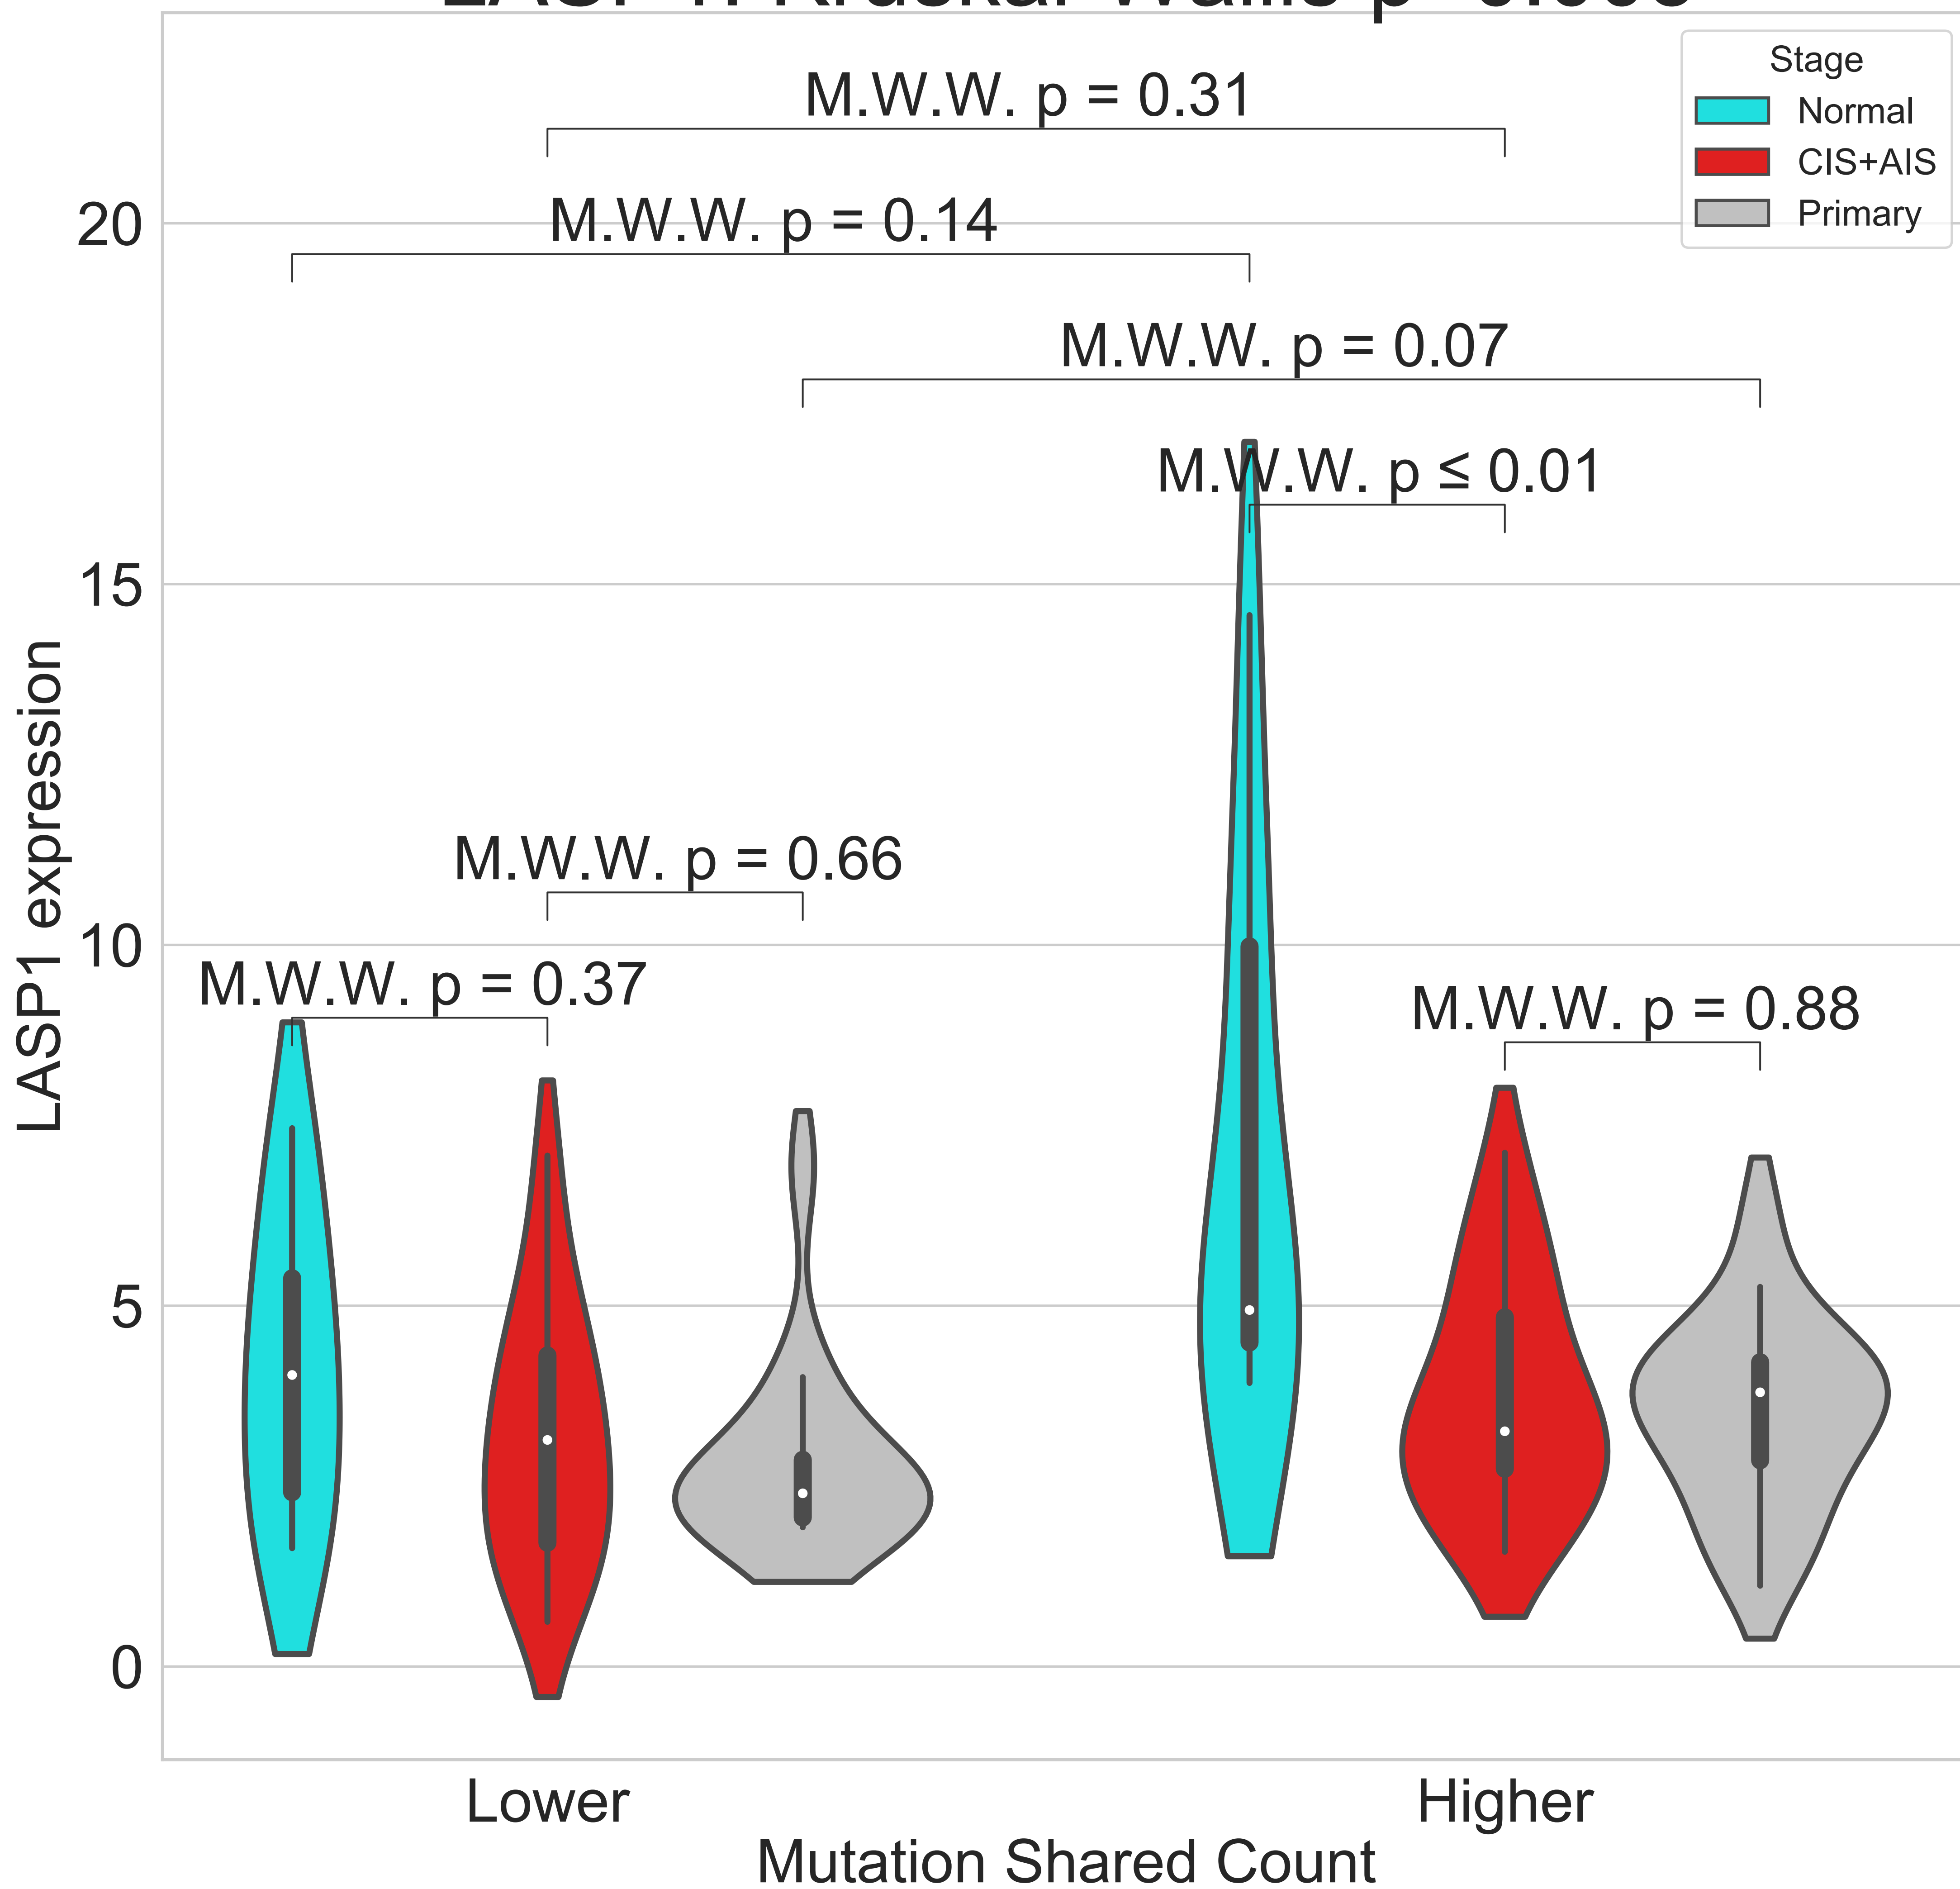 Stage
Normal
CIS+AIS
Primary
M.W.W. p = 0.31
M.W.W. p = 0.14
M.W.W. p = 0.07
M.W.W. p ≤ 0.01
M.W.W. p = 0.66
M.W.W. p = 0.37
M.W.W. p = 0.88
20
15
10
5
0
LASP1 expression
Lower
Higher
Mutation Shared Count